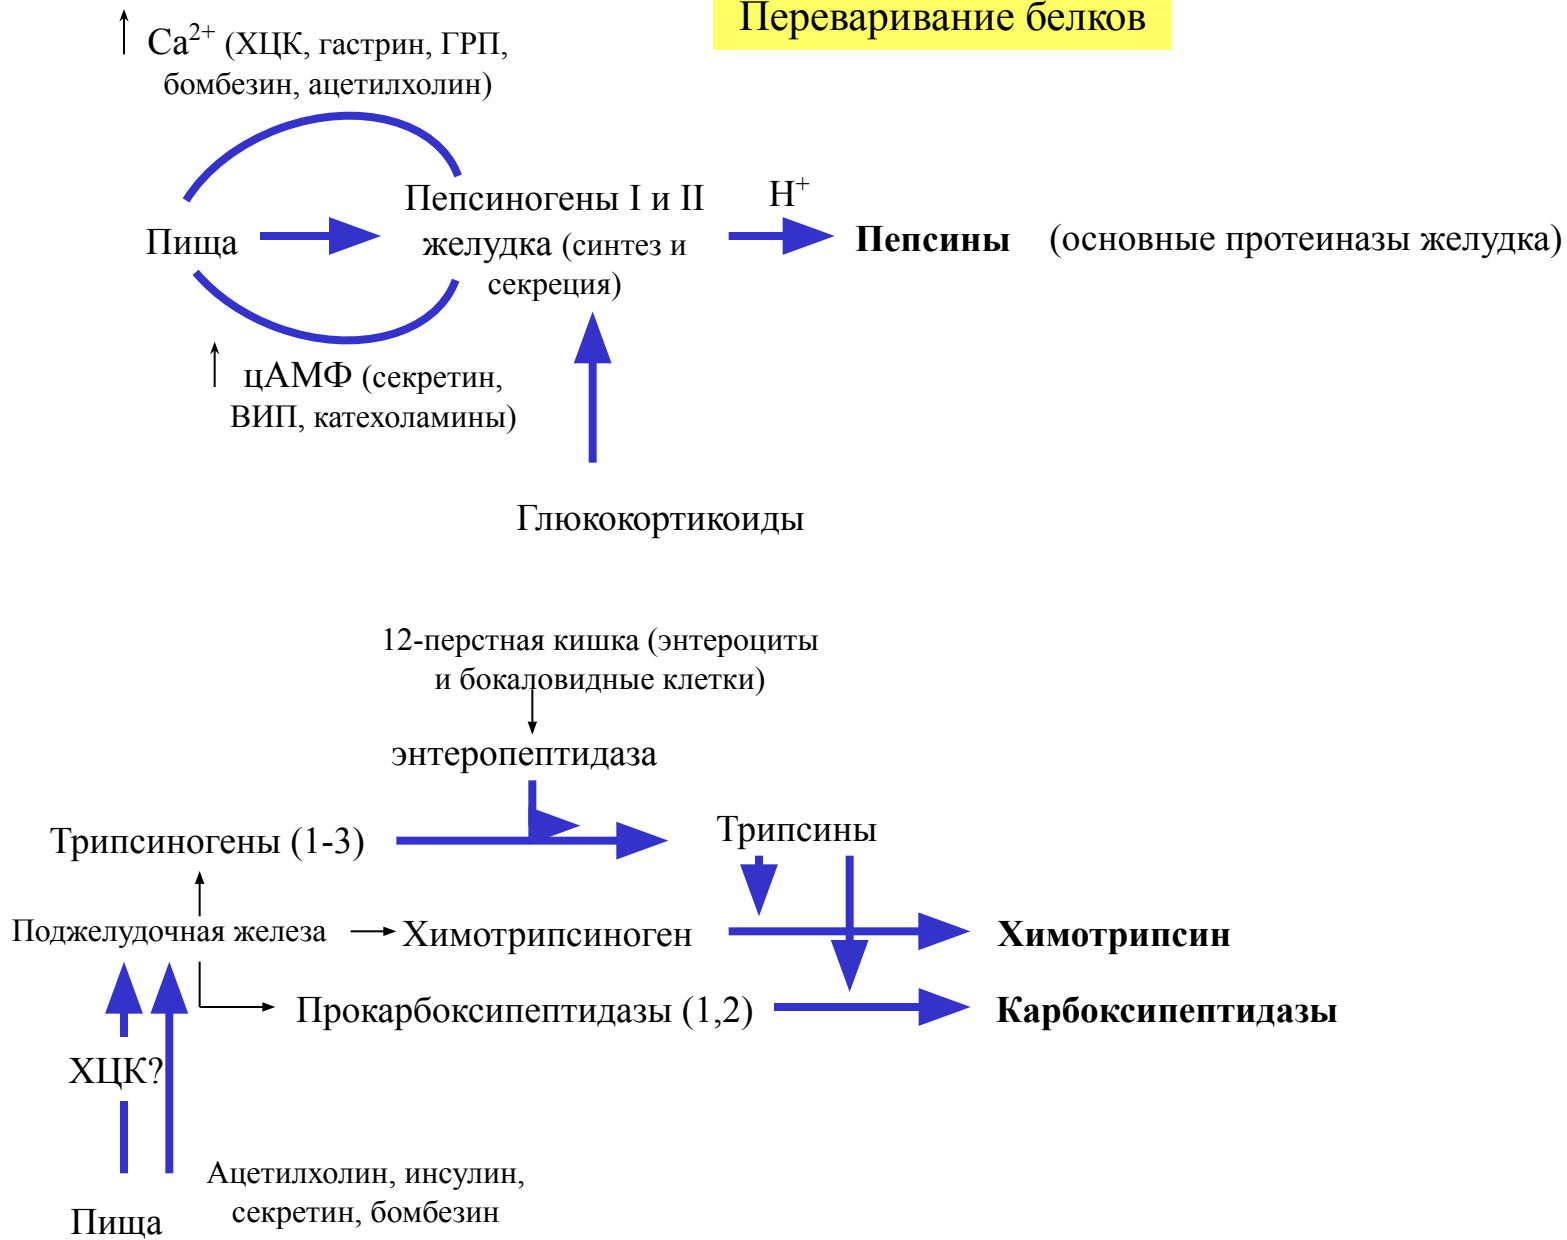 Переваривание белков
↑ Ca²⁺ (ХЦК, гастрин, ГРП,
бомбезин, ацетилхолин)
Пища
Пепсиногены I и II
желудка (синтез и
секреция)
H⁺
Пепсины (основные протеиназы желудка)
↑ цАМФ (секретин,
ВИП, катехоламины)
Глюкокортикоиды
12-перстная кишка (энтероциты
и бокаловидные клетки)
энтеропептидаза
Трипсиногены (1-3)
Трипсины
Поджелудочная железа
Химотрипсиноген
Химотрипсин
Прокарбоксипептидазы (1,2)
Карбоксипептидазы
ХЦК?
Ацетилхолин, инсулин,
секретин, бомбезин
Пища